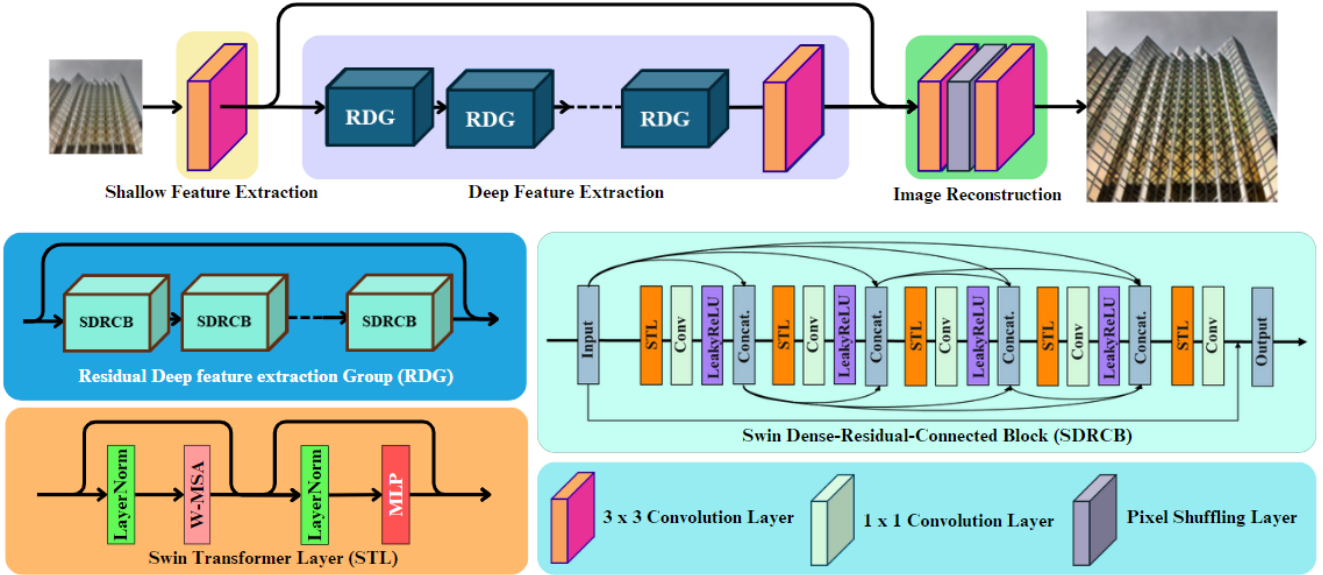 RDG
RDG
RDG
Shallow Feature Extraction
Deep Feature Extraction
Image Reconstruction
SDRCB
SDRCB
SDRCB
Residual Deep feature extraction Group (RDG)
Input
STL
Conv
LeakyReLU
Concat.
STL
Conv
LeakyReLU
Concat.
STL
Conv
LeakyReLU
Concat.
STL
Conv
LeakyReLU
Concat.
STL
Conv
Output
Swin Dense-Residual-Connected Block (SDRCB)
LayerNorm
W-MSA
LayerNorm
MLP
Swin Transformer Layer (STL)
3 x 3 Convolution Layer
1 x 1 Convolution Layer
Pixel Shuffling Layer